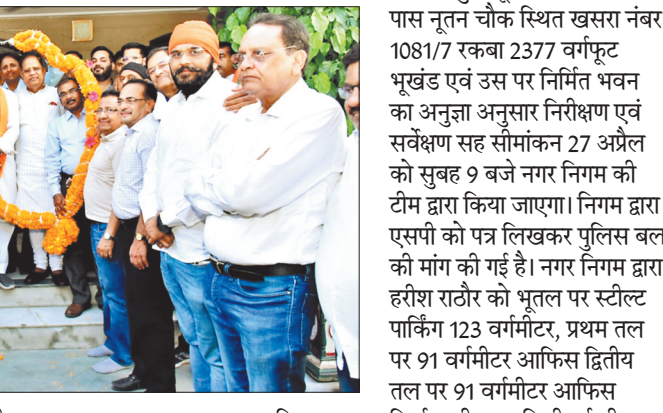 पास नूतन चौक स्थित खसरा नंबर
1081/7 रकबा 2377 वर्गफूट
भूखंड एवं उस पर निर्मित भवन
का अनुज्ञा अनुसार निरीक्षण एवं
सर्वेक्षण सह सीमांकन 27 अप्रैल
को सुबह 9 बजे नगर निगम की
टीम द्वारा किया जाएगा। निगम द्वारा
एसपी को पत्र लिखकर पुलिस बल
की मांग की गई है। नगर निगम द्वारा
हरीश राठौर को भूतल पर स्टील्ट
पार्किंग 123 वर्गमीटर, प्रथम तल
पर 91 वर्गमीटर आफिस द्वितीय
तल पर 91 वर्गमीटर आफिस